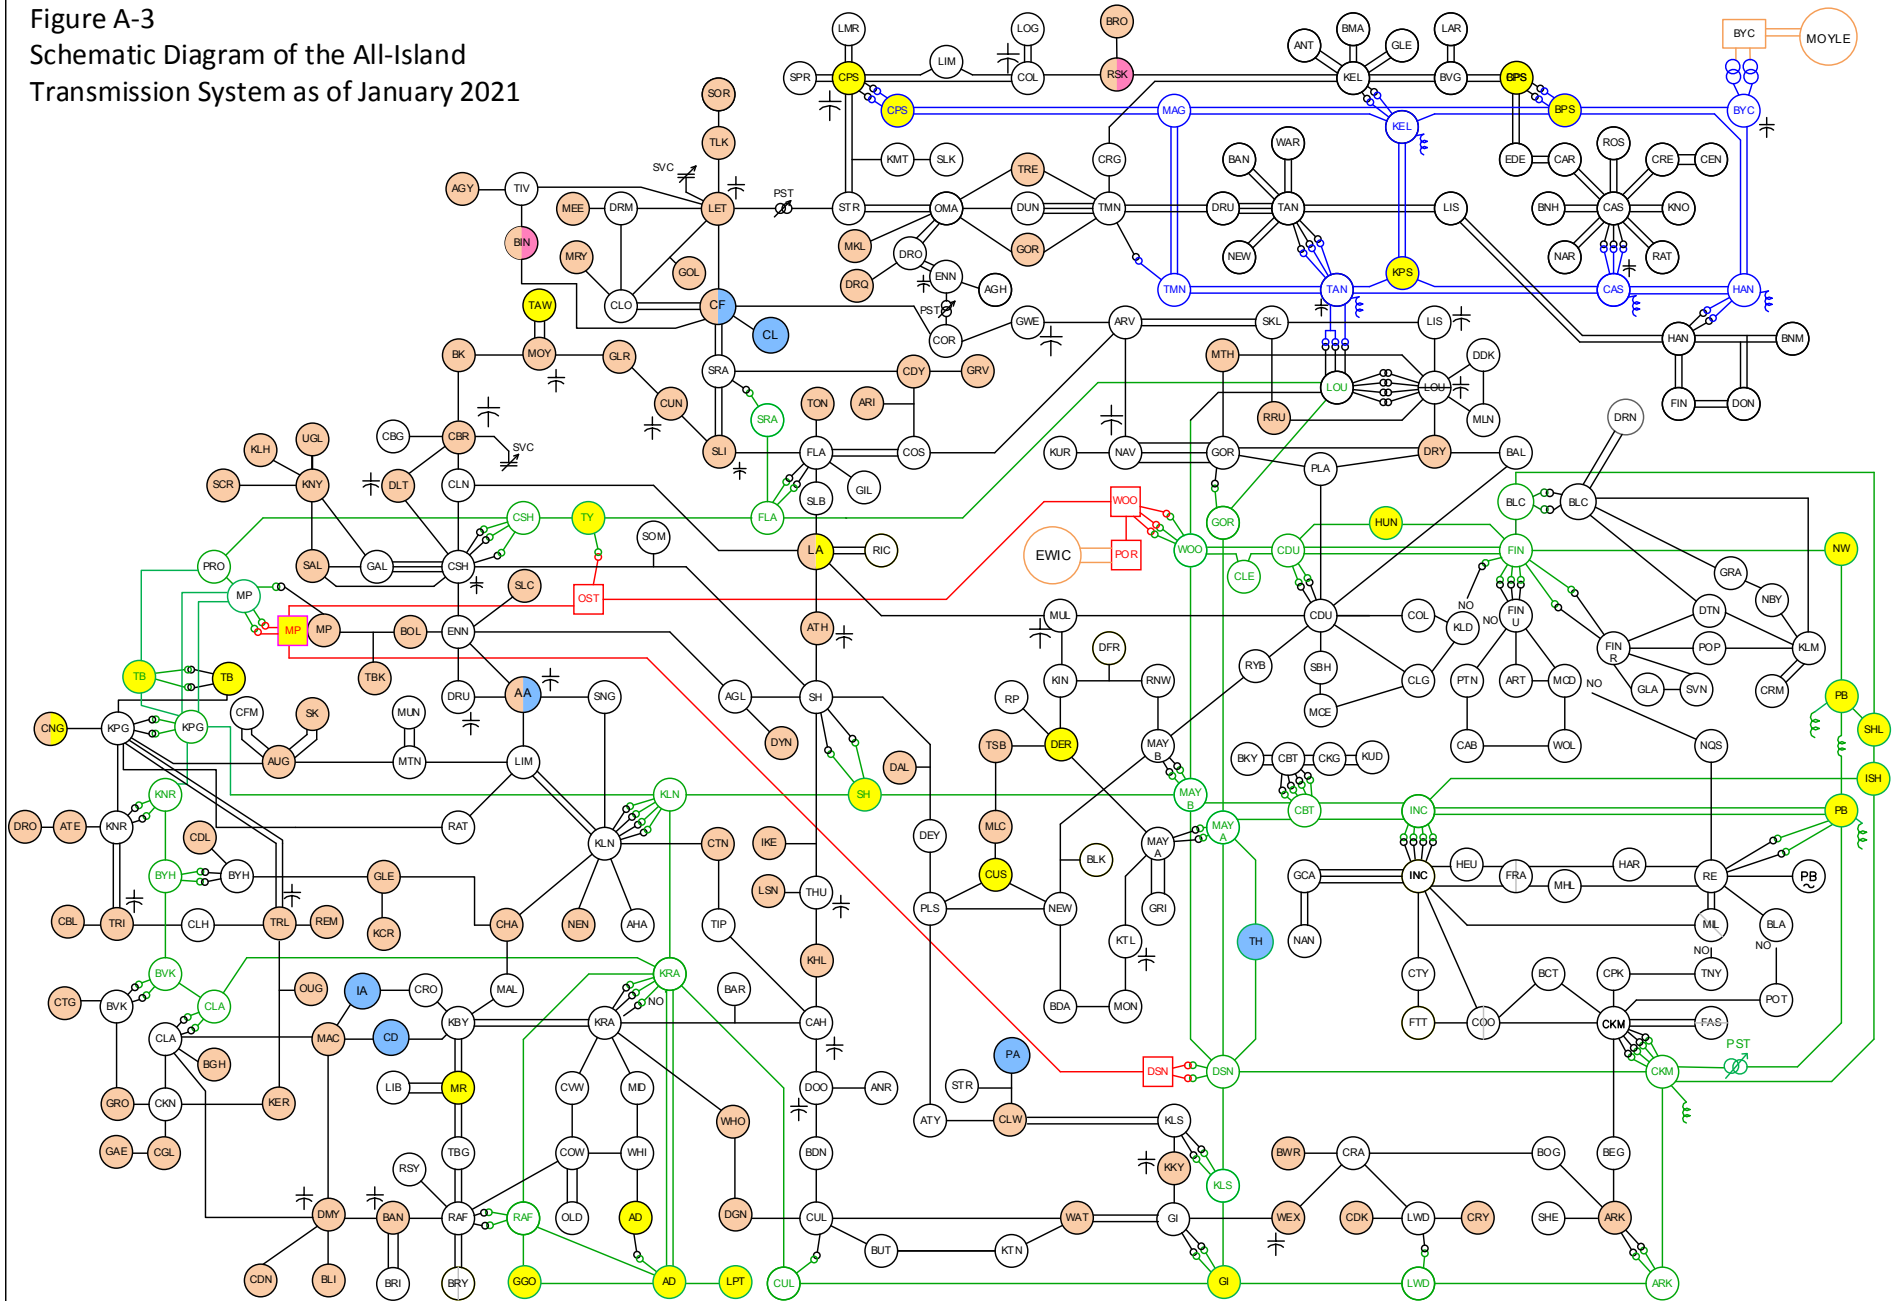 Figure A-3
Schematic Diagram of the All-Island
Transmission System as of January 2021
LMR
LOG
BRO
BMA
ANT
GLE
LAR
BYC
MOYLE
SPR
CPS
LIM
COL
RSK
KEL
BVG
BPS
SOR
CPS
MAG
KEL
BPS
BYC
TLK
SVC
KMT
SLK
CRG
BAN
WAR
EDE
CAR
ROS
CRE
CEN
AGY
TIV
MEE
DRM
LET
PST
STR
OMA
TRE
DUN
TMN
DRU
TAN
LIS
BNH
CAS
KNO
BIN
MRY
GOL
MKL
DRO
GOR
NEW
NAR
RAT
DRQ
ENN
AGH
KPS
TMN
TAN
CAS
HAN
TAW
CLO
CF
CL
PST
COR
GWE
ARV
SKL
LIS
HAN
BNM
BK
MOY
GLR
SRA
CDY
GRV
MTH
DDK
LOU
LOU
CUN
TON
ARI
RRU
MLN
FIN
DON
DRN
SRA
CBG
CBR
SLI
FLA
COS
KUR
NAV
GOR
PLA
DRY
BAL
KLH
UGL
SVC
SCR
KNY
DLT
CLN
SLB
GIL
WOO
BLC
BLC
CSH
TY
FLA
GOR
HUN
SOM
LA
RIC
EWIC
POR
WOO
CDU
FIN
NW
PRO
SAL
GAL
CSH
CLE
GRA
MP
SLC
OST
NO
NBY
MP
MP
BOL
ENN
ATH
MUL
CDU
COL
KLD
NO
FIN
U
DTN
FIN
R
POP
KLM
TB
TB
TBK
DFR
RYB
SBH
KIN
RNW
CLG
PTN
ART
MOD
NO
GLA
SVN
CRM
DRU
AA
SNG
AGL
SH
RP
MCE
PB
CNG
KPG
KPG
CFM
SK
MUN
DYN
TSB
DER
MAY
B
CAB
WOL
NQS
SHL
AUG
MTN
LIM
DAL
BKY
CBT
CKG
KUD
ISH
KNR
KLN
SH
MAY
B
CBT
INC
PB
DRO
ATE
KNR
RAT
CDL
KLN
CTN
IKE
DEY
MLC
MAY
A
MAY
A
BYH
BYH
GLE
LSN
THU
CUS
BLK
GCA
INC
HEU
FRA
HAR
MHL
RE
PB
CBL
TRI
CLH
TRL
REM
KCR
CHA
NEN
AHA
TIP
PLS
NEW
GRI
KTL
TH
NAN
MIL
BLA
NO
NO
BVK
KRA
KHL
CTY
BCT
CPK
TNY
CTG
BVK
CLA
OUG
IA
CRO
MAL
NO
BAR
BDA
MON
POT
CLA
MAC
CD
KBY
KRA
CAH
FTT
COO
CKM
FAS
BGH
PA
PST
GRO
CKN
KER
LIB
MR
CVW
MID
DOO
ANR
STR
DSN
DSN
CKM
WHO
ATY
CLW
KLS
GAE
CGL
RSY
TBG
COW
WHI
BDN
KKY
KLS
BWR
CRA
BOG
BEG
DMY
BAN
RAF
RAF
OLD
AD
DGN
CUL
WAT
GI
WEX
CDK
LWD
CRY
SHE
ARK
BUT
KTN
CDN
BLI
BRI
BRY
GGO
AD
LPT
CUL
GI
LWD
ARK